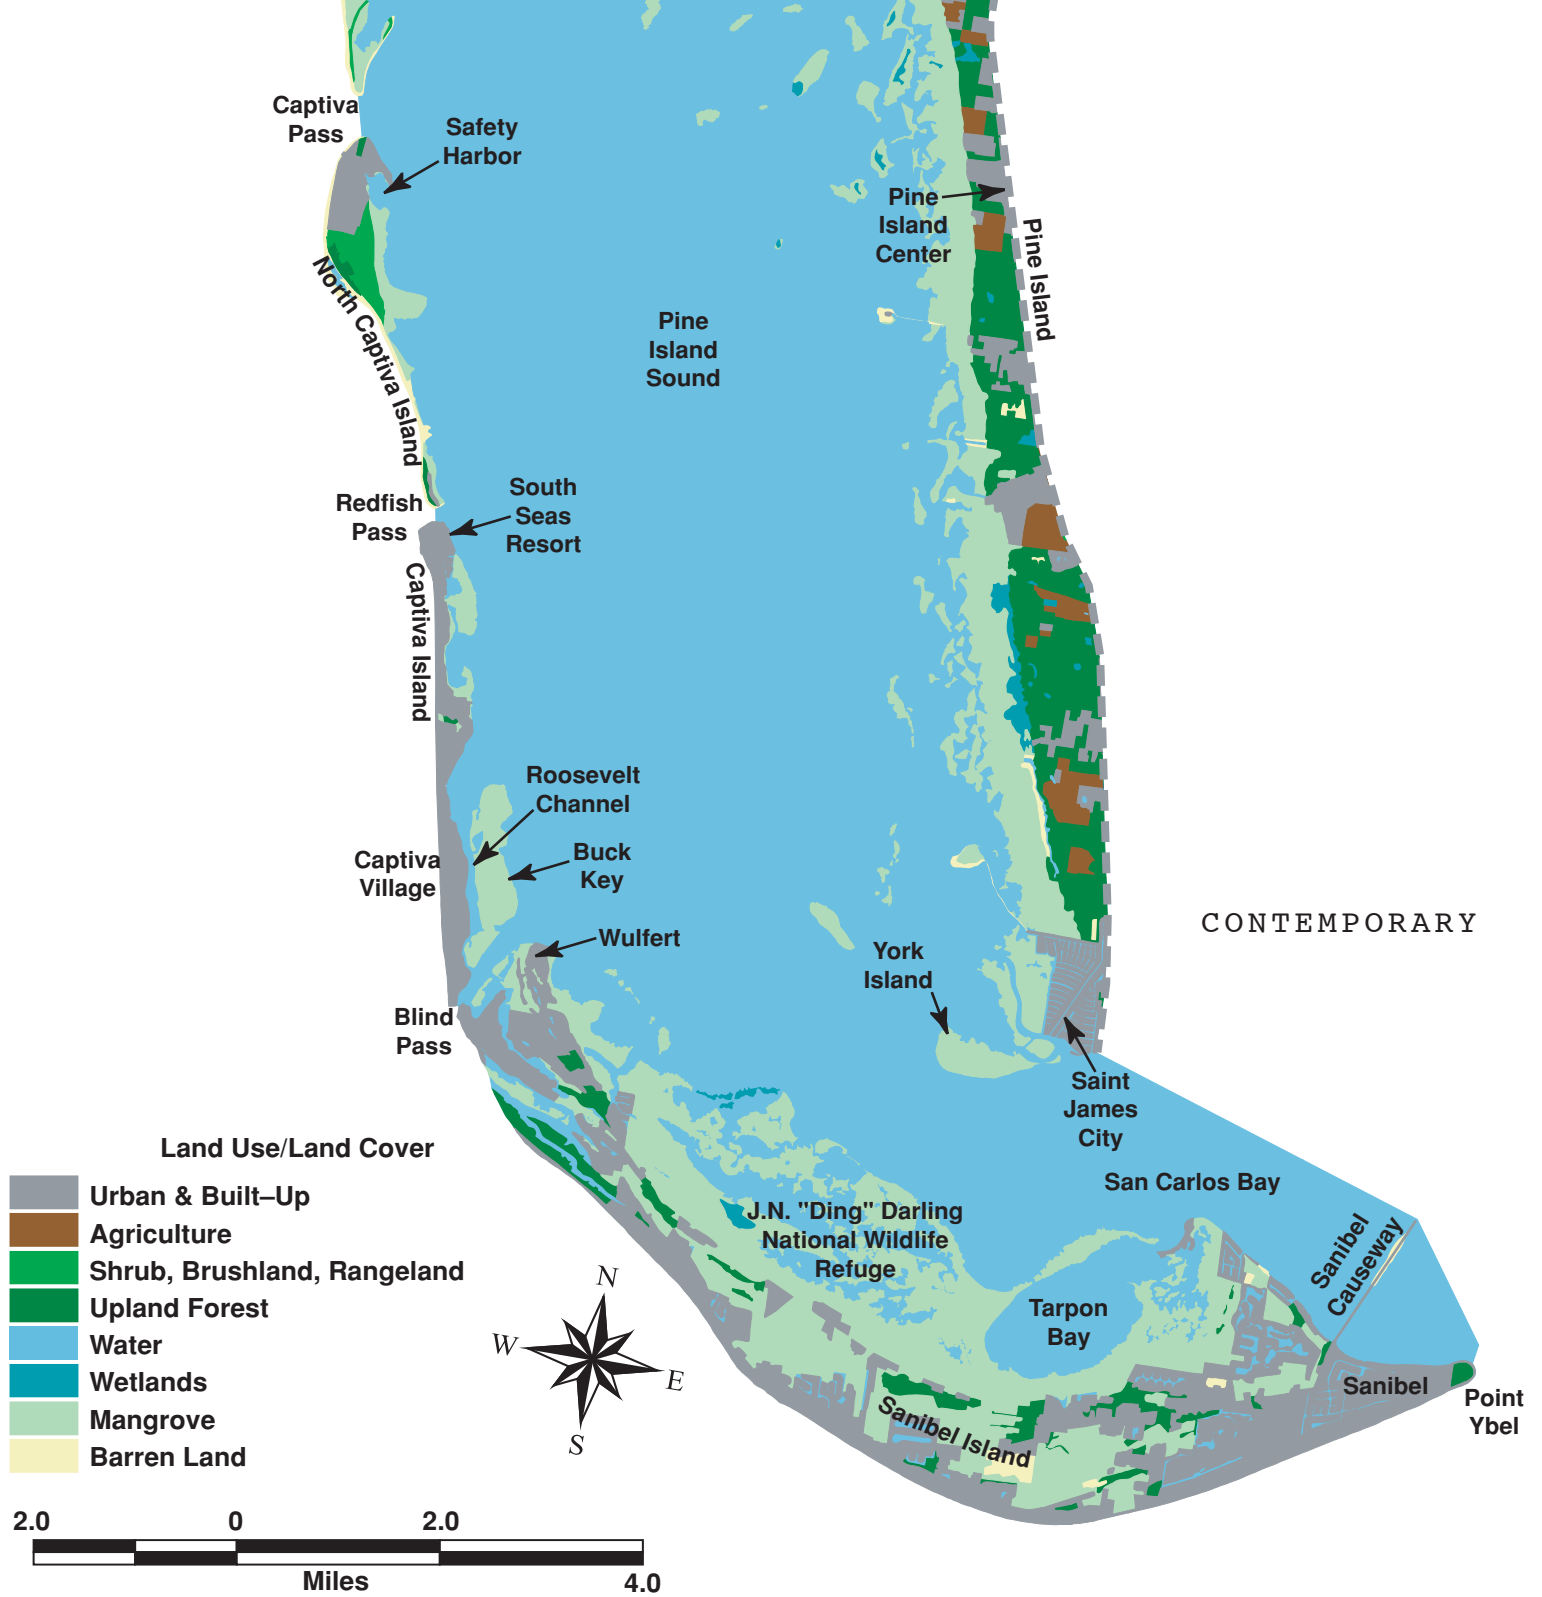 Captiva
Pass
Safety
Harbor
Pine
Island
Center
Pine Island
North Captiva Island
Pine
Island
Sound
Redfish
Pass
South
Seas
Resort
Captiva Island
Roosevelt
Channel
Captiva
Village
Buck
Key
Wulfert
York
Island
CONTEMPORARY
Blind
Pass
Saint
James
City
San Carlos Bay
J.N. "Ding" Darling
National Wildlife
Refuge
Sanibel
Causeway
Tarpon
Bay
Sanibel
Point
Ybel
Sanibel Island
N
W
E
S
Land Use/Land Cover
Urban & Built–Up
Agriculture
Shrub, Brushland, Rangeland
Upland Forest
Water
Wetlands
Mangrove
Barren Land
2.0 0 2.0
Miles 4.0